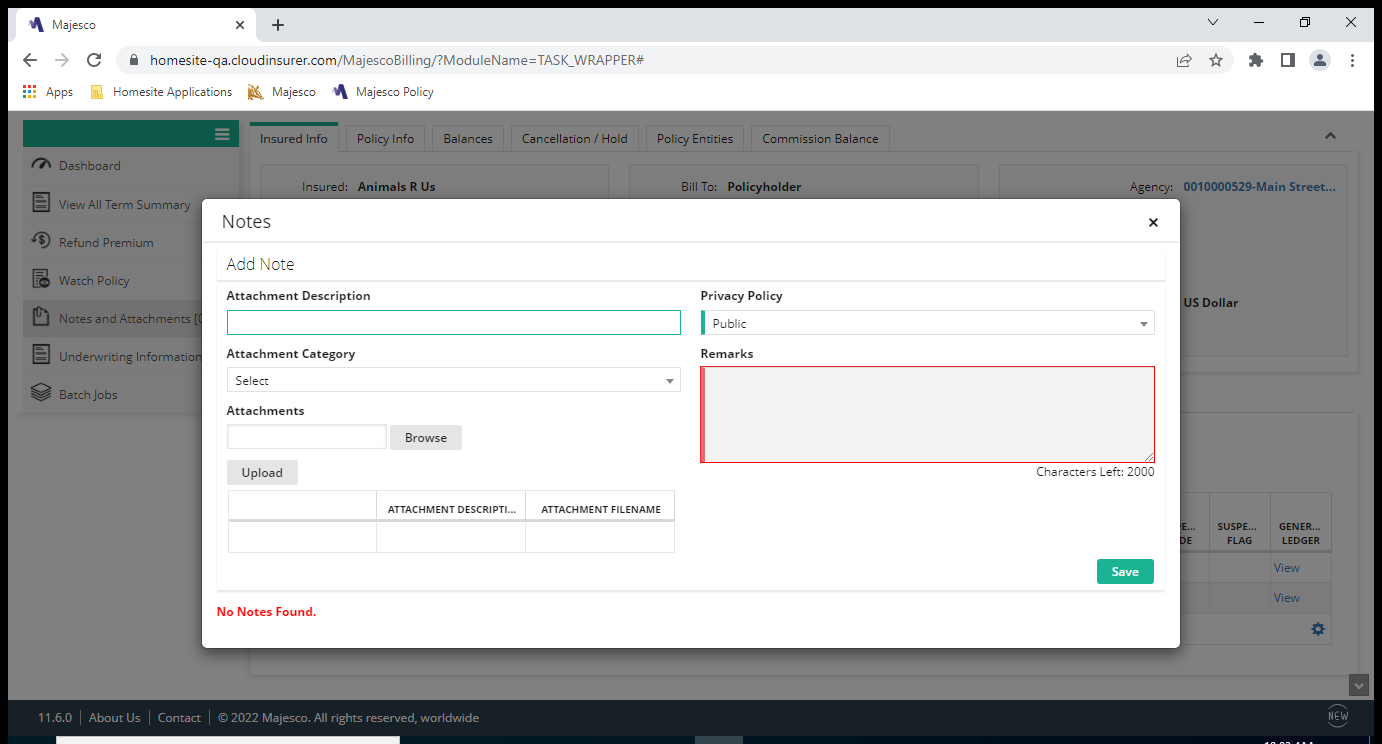 Majesco
homesite-qa.cloudinsurer.com/MajescoBilling/?ModuleName=TASK_WRAPPER#
Apps Homesite Applications Majesco Majesco Policy
Insured Info Policy Info Balances Cancellation / Hold Policy Entities Commission Balance
Dashboard
View All Term Summary
Refund Premium
Watch Policy
Notes and Attachments [
Underwriting Information
Batch Jobs
Insured: Animals R Us Bill To: Policyholder Agency: 0010000529-Main Street...
US Dollar
Notes
Add Note
Attachment Description Privacy Policy
Public
Attachment Category Remarks
Select
Attachments
Browse
Upload Characters Left: 2000
ATTACHMENT DESCRIPTI... ATTACHMENT FILENAME
Save
No Notes Found.
SUSPE... GENER...
DE FLAG LEDGER
View
View
11.6.0 About Us Contact © 2022 Majesco. All rights reserved, worldwide
NEW